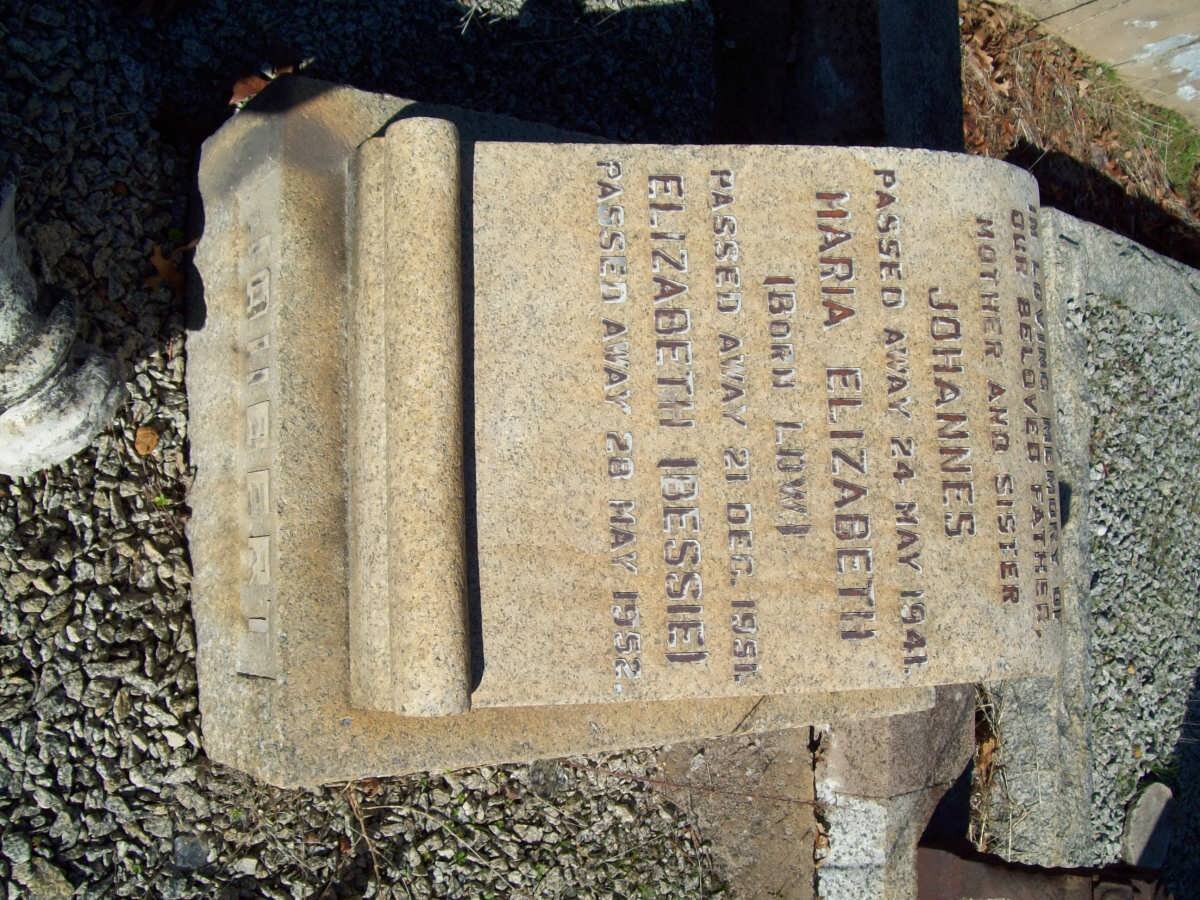 IN LOVING MEMORY OF
OUR BELOVED FATHER,
MOTHER AND SISTER
JOHANNES
PASSED AWAY 24 MAY 1941.
MARIA ELIZABETH
(BORN LOW)
PASSED AWAY 21 DEC. 1951.
ELIZABETH (BESSIE)
PASSED AWAY 28 MAY 1952.